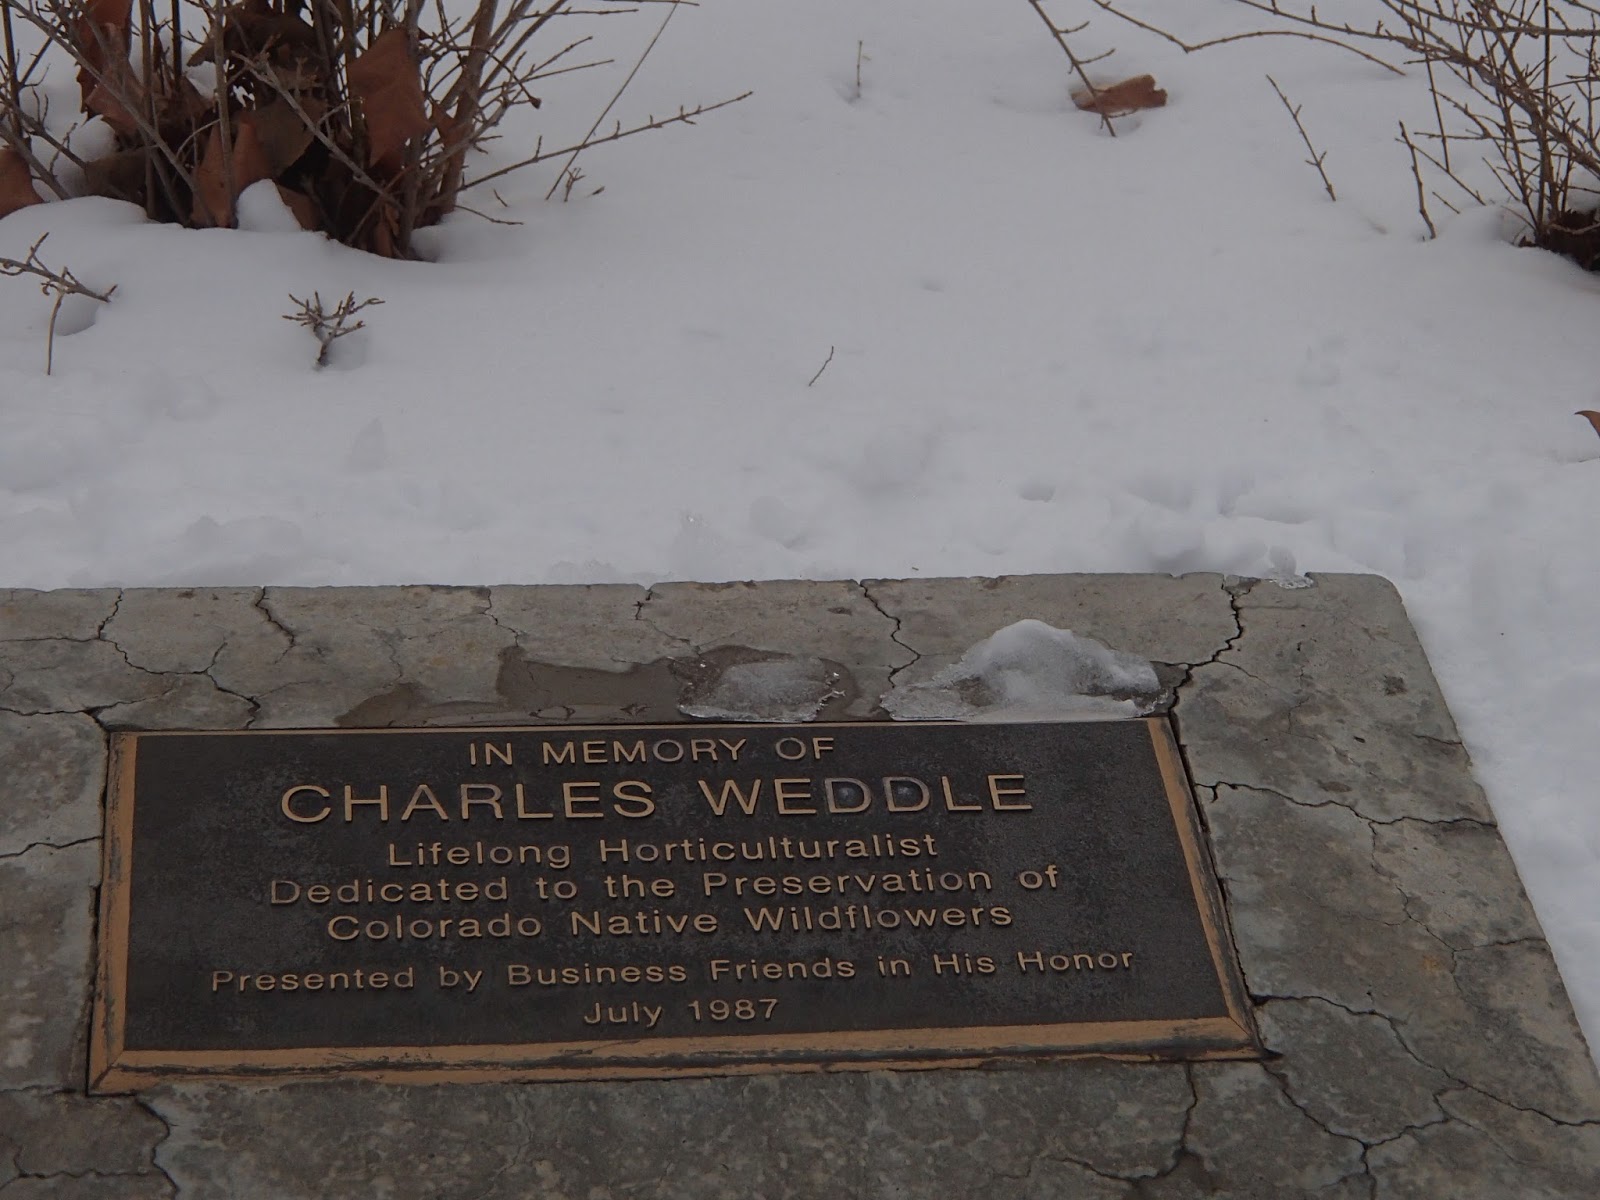 IN MEMORY OF
CHARLES WEDDLE
Lifelong Horticulturalist
Dedicated to the Preservation of
Colorado Native Wildflowers
Presented by Business Friends in His Honor
July 1987